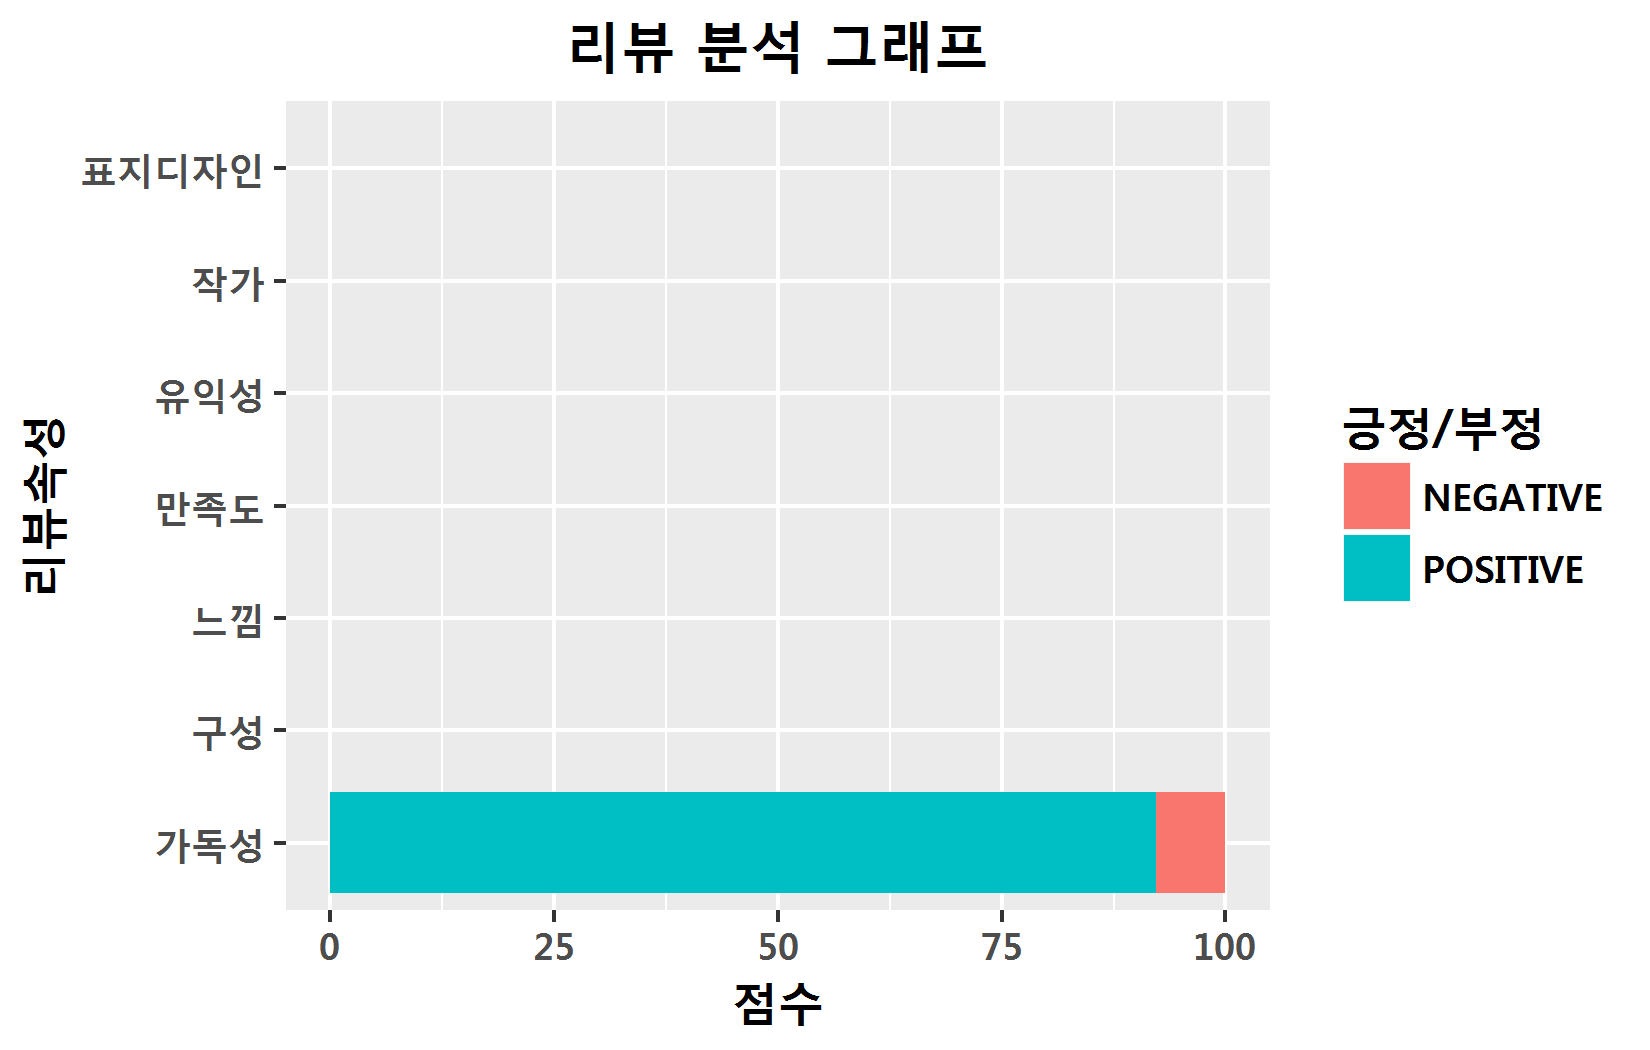 리뷰 분석 그래프
표지디자인
작가
유익성
만족도
느낌
구성
가독성
리뷰속성
0 25 50 75 100
점수
긍정/부정
NEGATIVE
POSITIVE